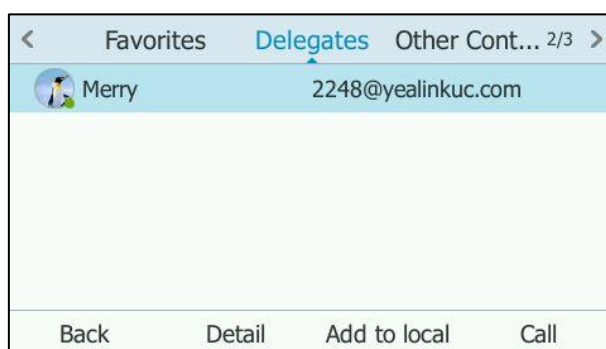 < Favorites Delegates Other Cont... 2/3 >
Merry 2248@yealinkuc.com
Back Detail Add to local Call